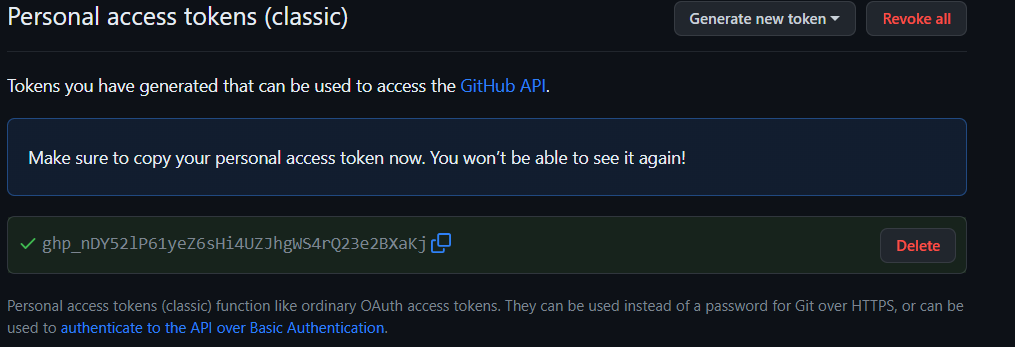 Personal access tokens (classic)
Generate new token
Revoke all
Tokens you have generated that can be used to access the GitHub API.
Make sure to copy your personal access token now. You won’t be able to see it again!
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
Delete
Personal access tokens (classic) function like ordinary OAuth access tokens. They can be used instead of a password for Git over HTTPS, or can be
used to authenticate to the API over Basic Authentication.